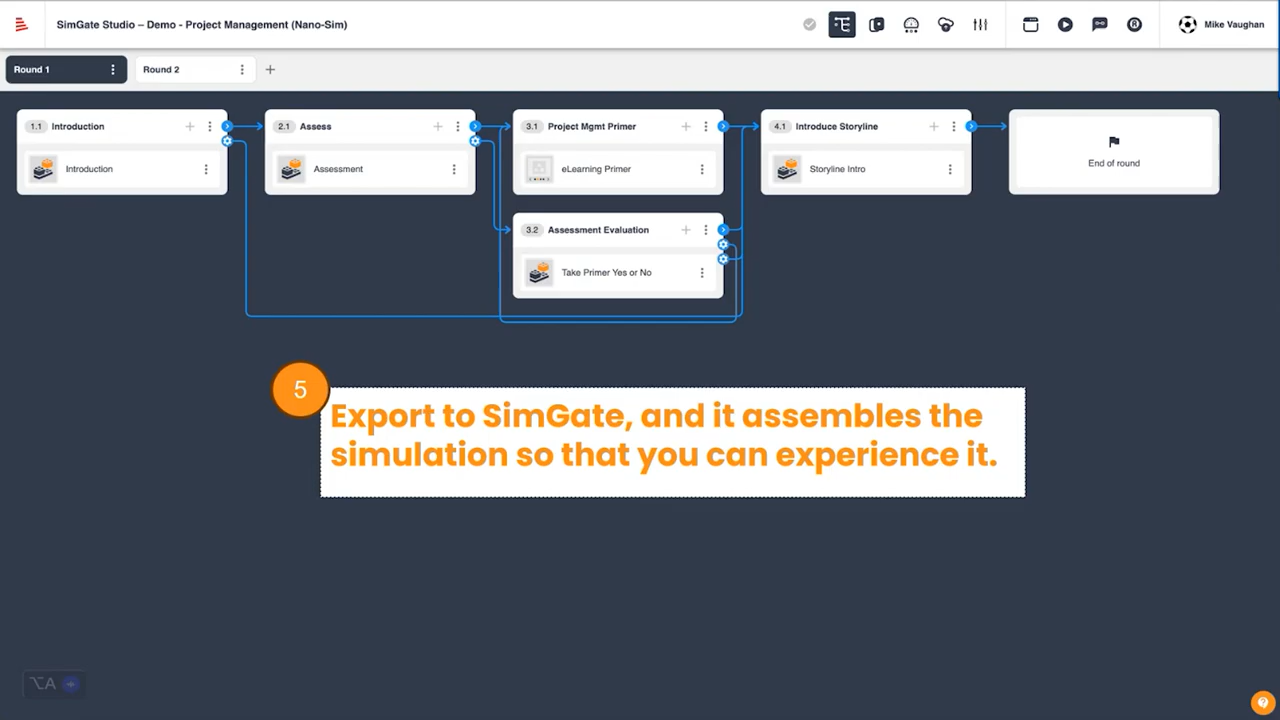 SimGate Studio – Demo - Project Management (Nano-Sim)
Mike Vaughan
Round 1
Round 2
1.1 Introduction
Introduction
2.1 Assess
Assessment
3.1 Project Mgmt Primer
eLearning Primer
3.2 Assessment Evaluation
Take Primer Yes or No
4.1 Introduce Storyline
Storyline Intro
End of round
5
Export to SimGate, and it assembles the
simulation so that you can experience it.
⌥A